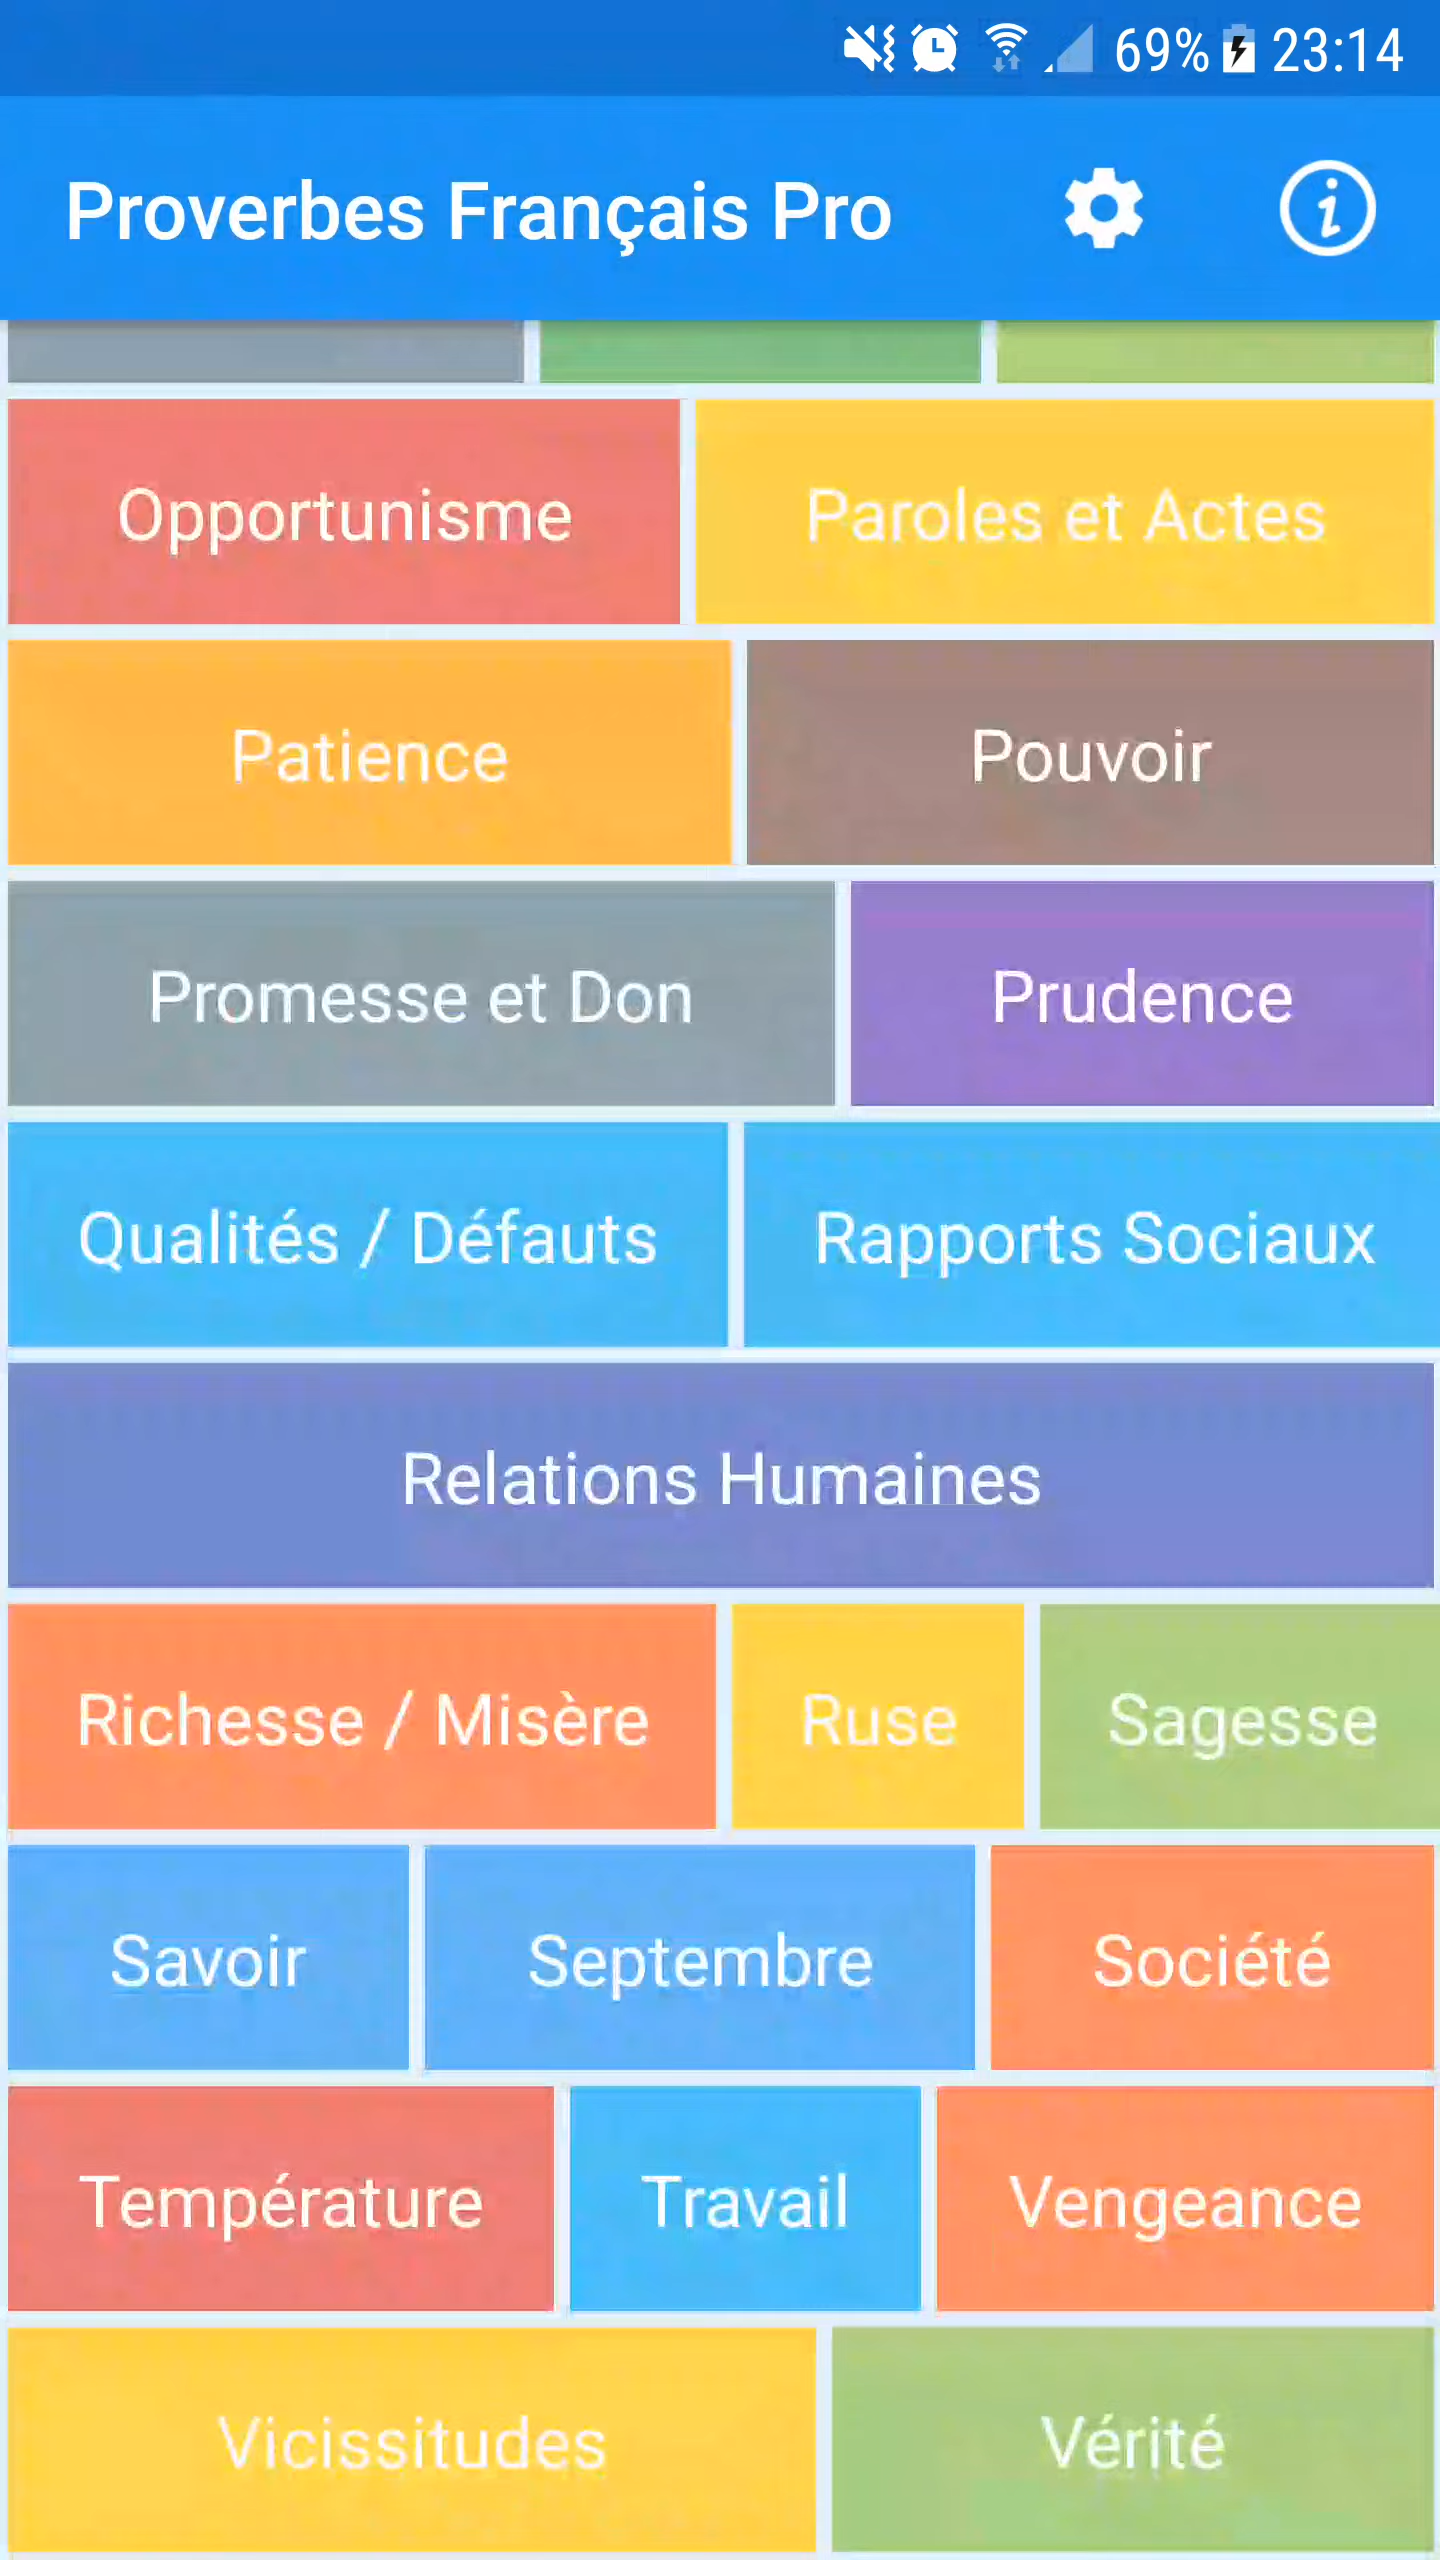 69% 23:14
Proverbes Français Pro
Opportunisme Paroles et Actes
Patience Pouvoir
Promesse et Don Prudence
Qualités / Défauts Rapports Sociaux
Relations Humaines
Richesse / Misère Ruse Sagesse
Savoir Septembre Société
Température Travail Vengeance
Vicissitudes Vérité